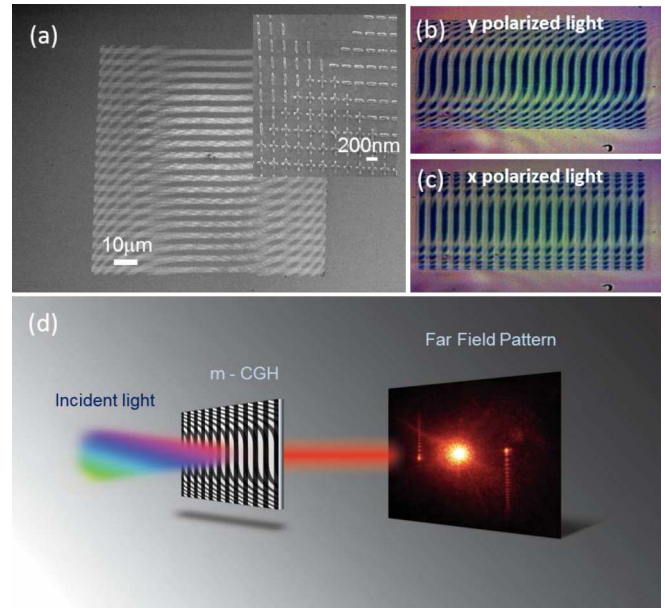 (a)
200nm
10μm
(b)
y polarized light
(c)
x polarized light
(d)
Far Field Pattern
m - CGH
Incident light